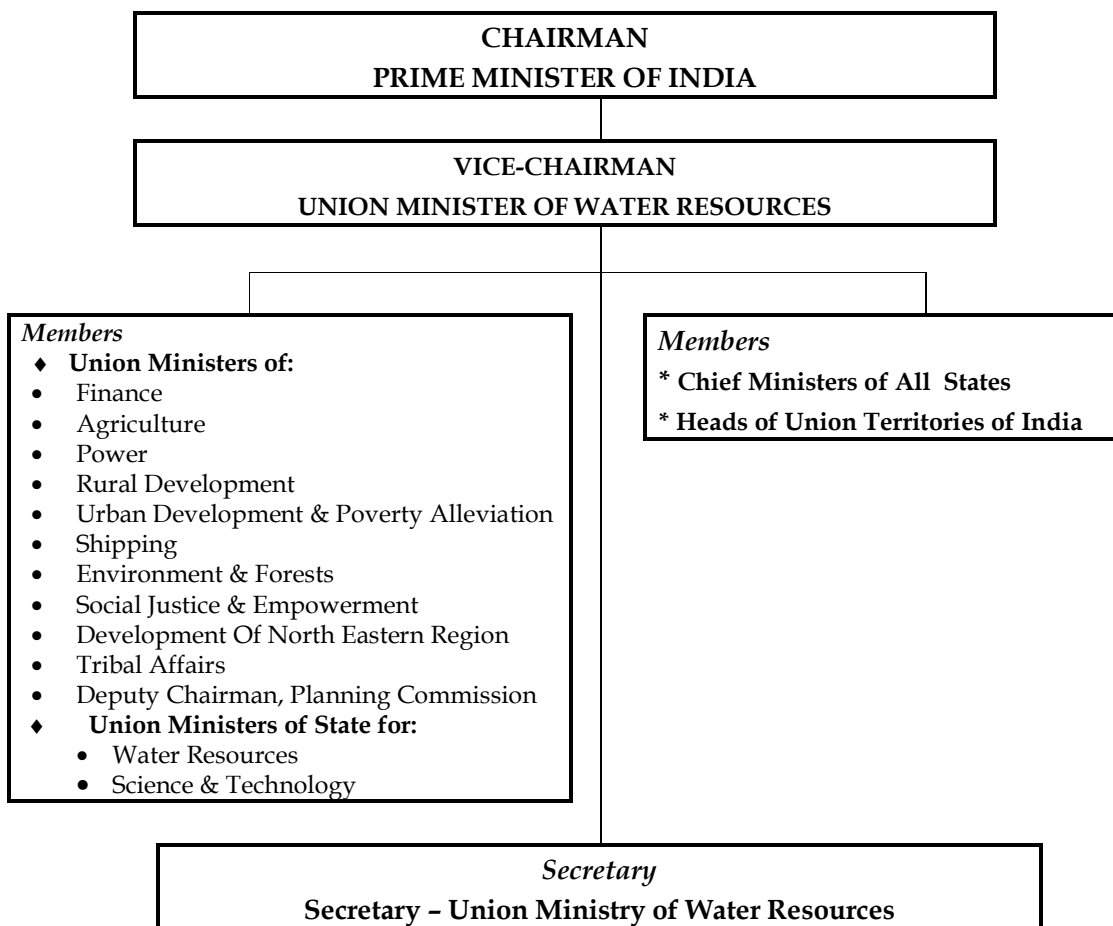 CHAIRMAN
PRIME MINISTER OF INDIA
VICE-CHAIRMAN
UNION MINISTER OF WATER RESOURCES
Members
♦ Union Ministers of:
• Finance
• Agriculture
• Power
• Rural Development
• Urban Development & Poverty Alleviation
• Shipping
• Environment & Forests
• Social Justice & Empowerment
• Development Of North Eastern Region
• Tribal Affairs
• Deputy Chairman, Planning Commission
♦ Union Ministers of State for:
• Water Resources
• Science & Technology
Members
* Chief Ministers of All States
* Heads of Union Territories of India
Secretary
Secretary – Union Ministry of Water Resources